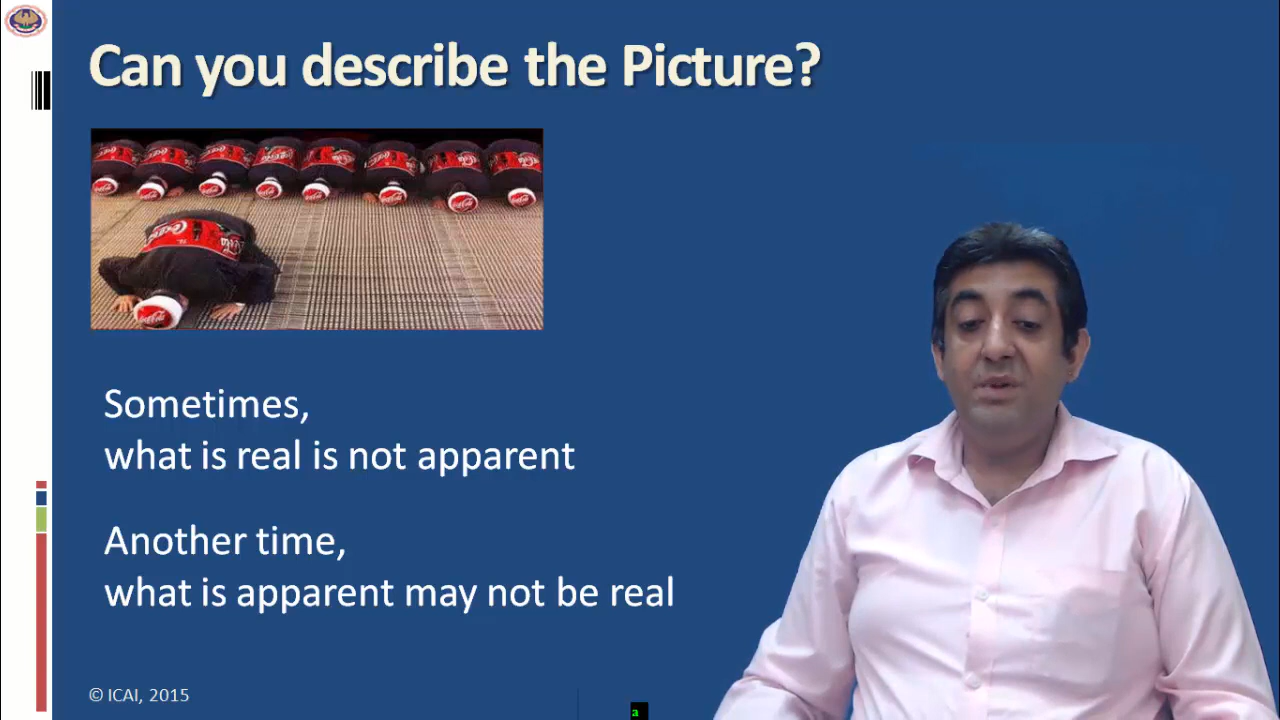 Can you describe the Picture?
Sometimes,
what is real is not apparent
Another time,
what is apparent may not be real
© ICAI, 2015
a